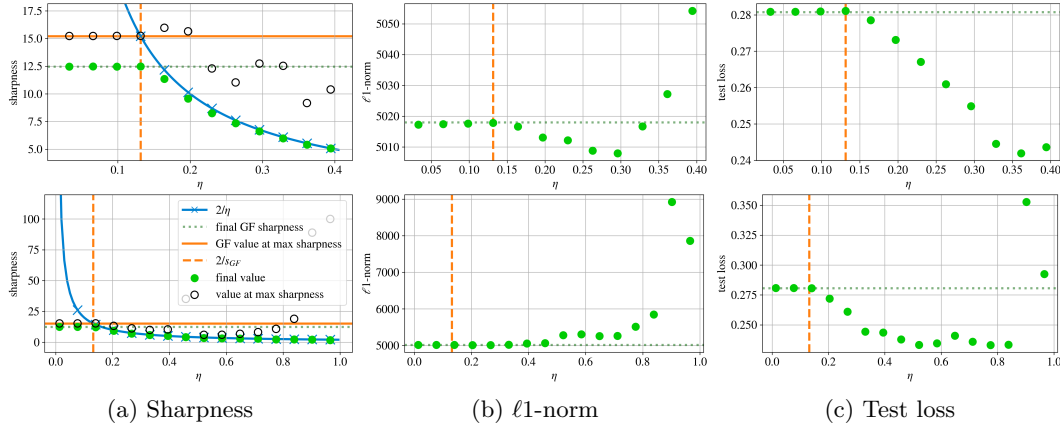 17.5
15.0
12.5
10.0
7.5
5.0
sharpness
0.1 0.2 0.3 0.4
η
5050
5040
5030
5020
5010
ℓ1-norm
0.05 0.10 0.15 0.20 0.25 0.30 0.35 0.40
η
0.28
0.27
0.26
0.25
0.24
test loss
0.05 0.10 0.15 0.20 0.25 0.30 0.35 0.40
η
100
75
50
25
0
sharpness
2/η
final GF sharpness
GF value at max sharpness
2/s_GF
final value
value at max sharpness
0.0 0.2 0.4 0.6 0.8 1.0
η
9000
8000
7000
6000
5000
4000
ℓ1-norm
0.0 0.2 0.4 0.6 0.8 1.0
η
0.350
0.325
0.300
0.275
0.250
test loss
0.0 0.2 0.4 0.6 0.8 1.0
η
(a) Sharpness
(b) ℓ1-norm
(c) Test loss